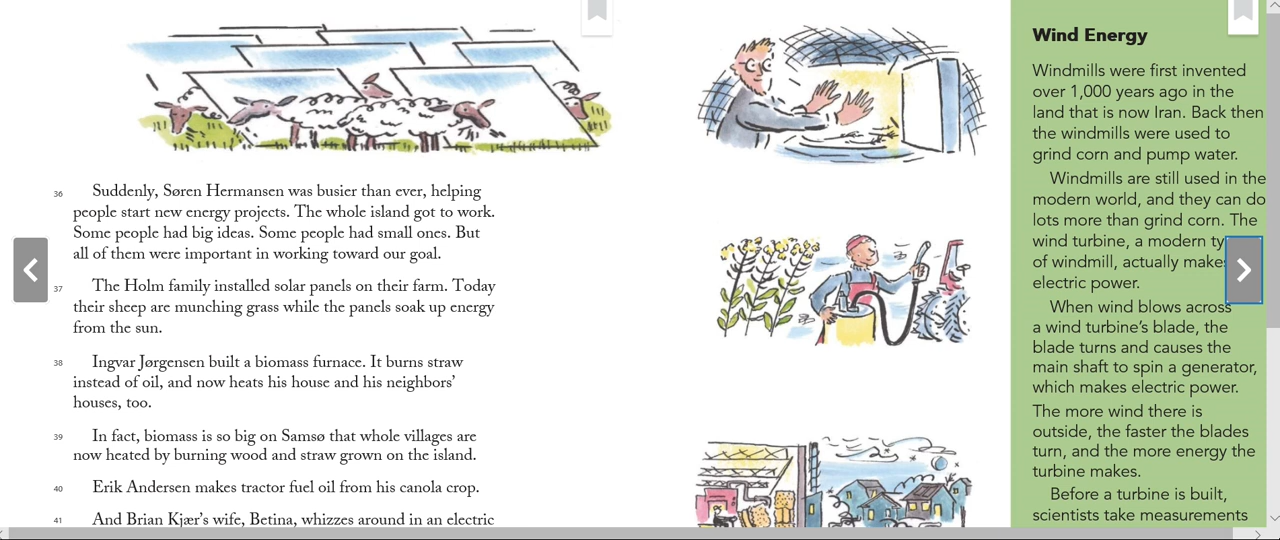 36 Suddenly, Søren Hermansen was busier than ever, helping
people start new energy projects. The whole island got to work.
Some people had big ideas. Some people had small ones. But
all of them were important in working toward our goal.
37 The Holm family installed solar panels on their farm. Today
their sheep are munching grass while the panels soak up energy
from the sun.
38 Ingvar Jørgensen built a biomass furnace. It burns straw
instead of oil, and now heats his house and his neighbors’
houses, too.
39 In fact, biomass is so big on Samsø that whole villages are
now heated by burning wood and straw grown on the island.
40 Erik Andersen makes tractor fuel oil from his canola crop.
41 And Brian Kjær’s wife, Betina, whizzes around in an electric
Wind Energy
Windmills were first invented
over 1,000 years ago in the
land that is now Iran. Back then
the windmills were used to
grind corn and pump water.
Windmills are still used in the
modern world, and they can do
lots more than grind corn. The
wind turbine, a modern ty
of windmill, actually makes
electric power.
When wind blows across
a wind turbine’s blade, the
blade turns and causes the
main shaft to spin a generator,
which makes electric power.
The more wind there is
outside, the faster the blades
turn, and the more energy the
turbine makes.
Before a turbine is built,
scientists take measurements